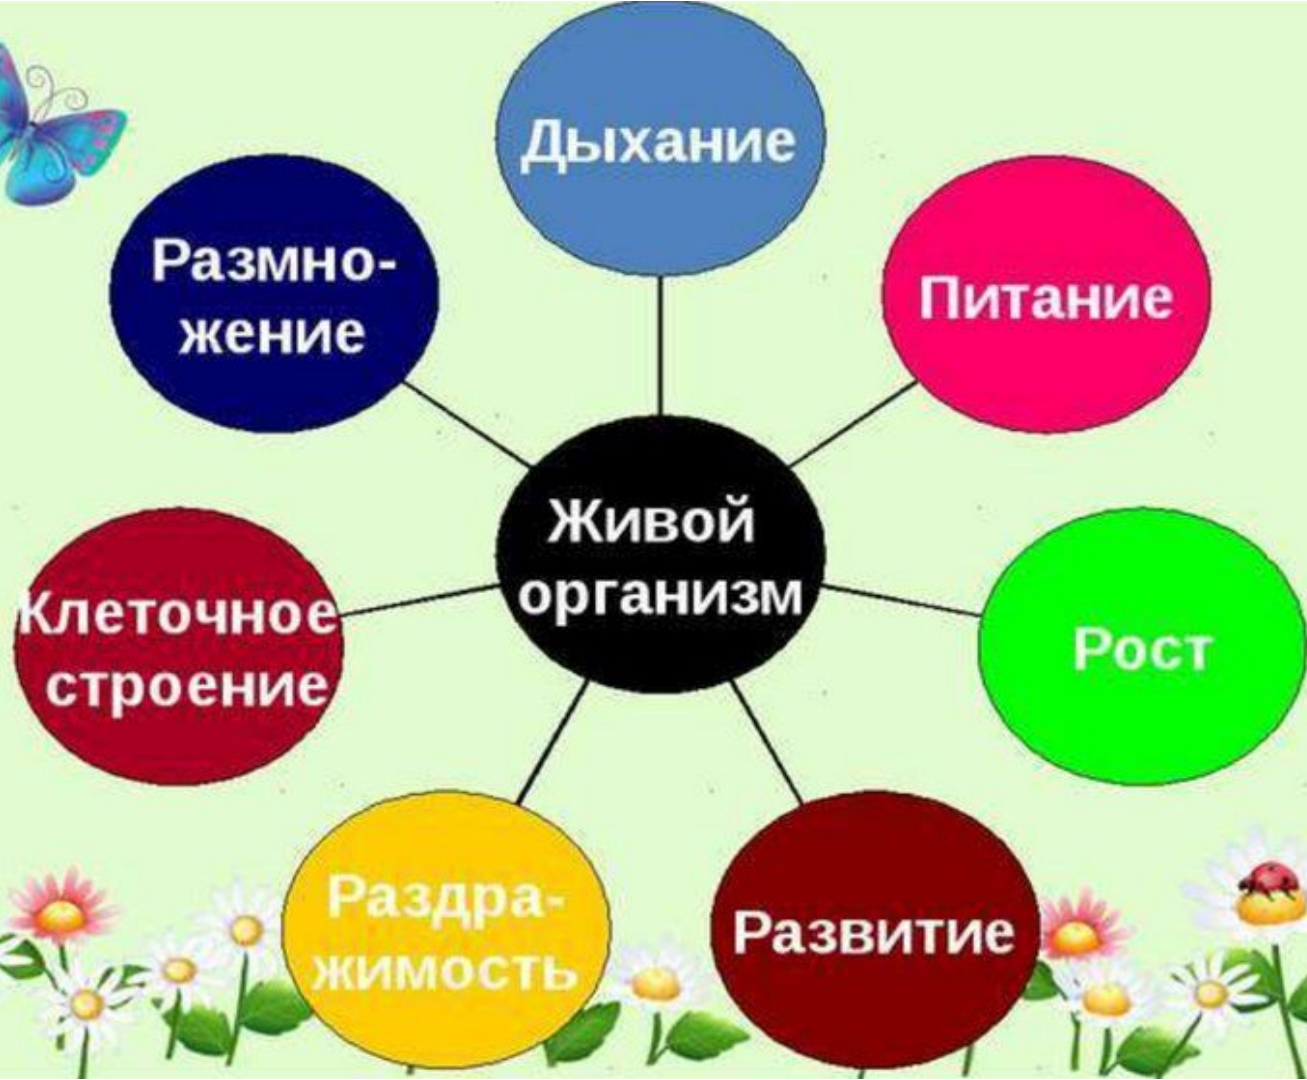 Дыхание
Размно-
жение
Питание
Живой
организм
Клеточное
строение
Рост
Раздра-
жимость
Развитие